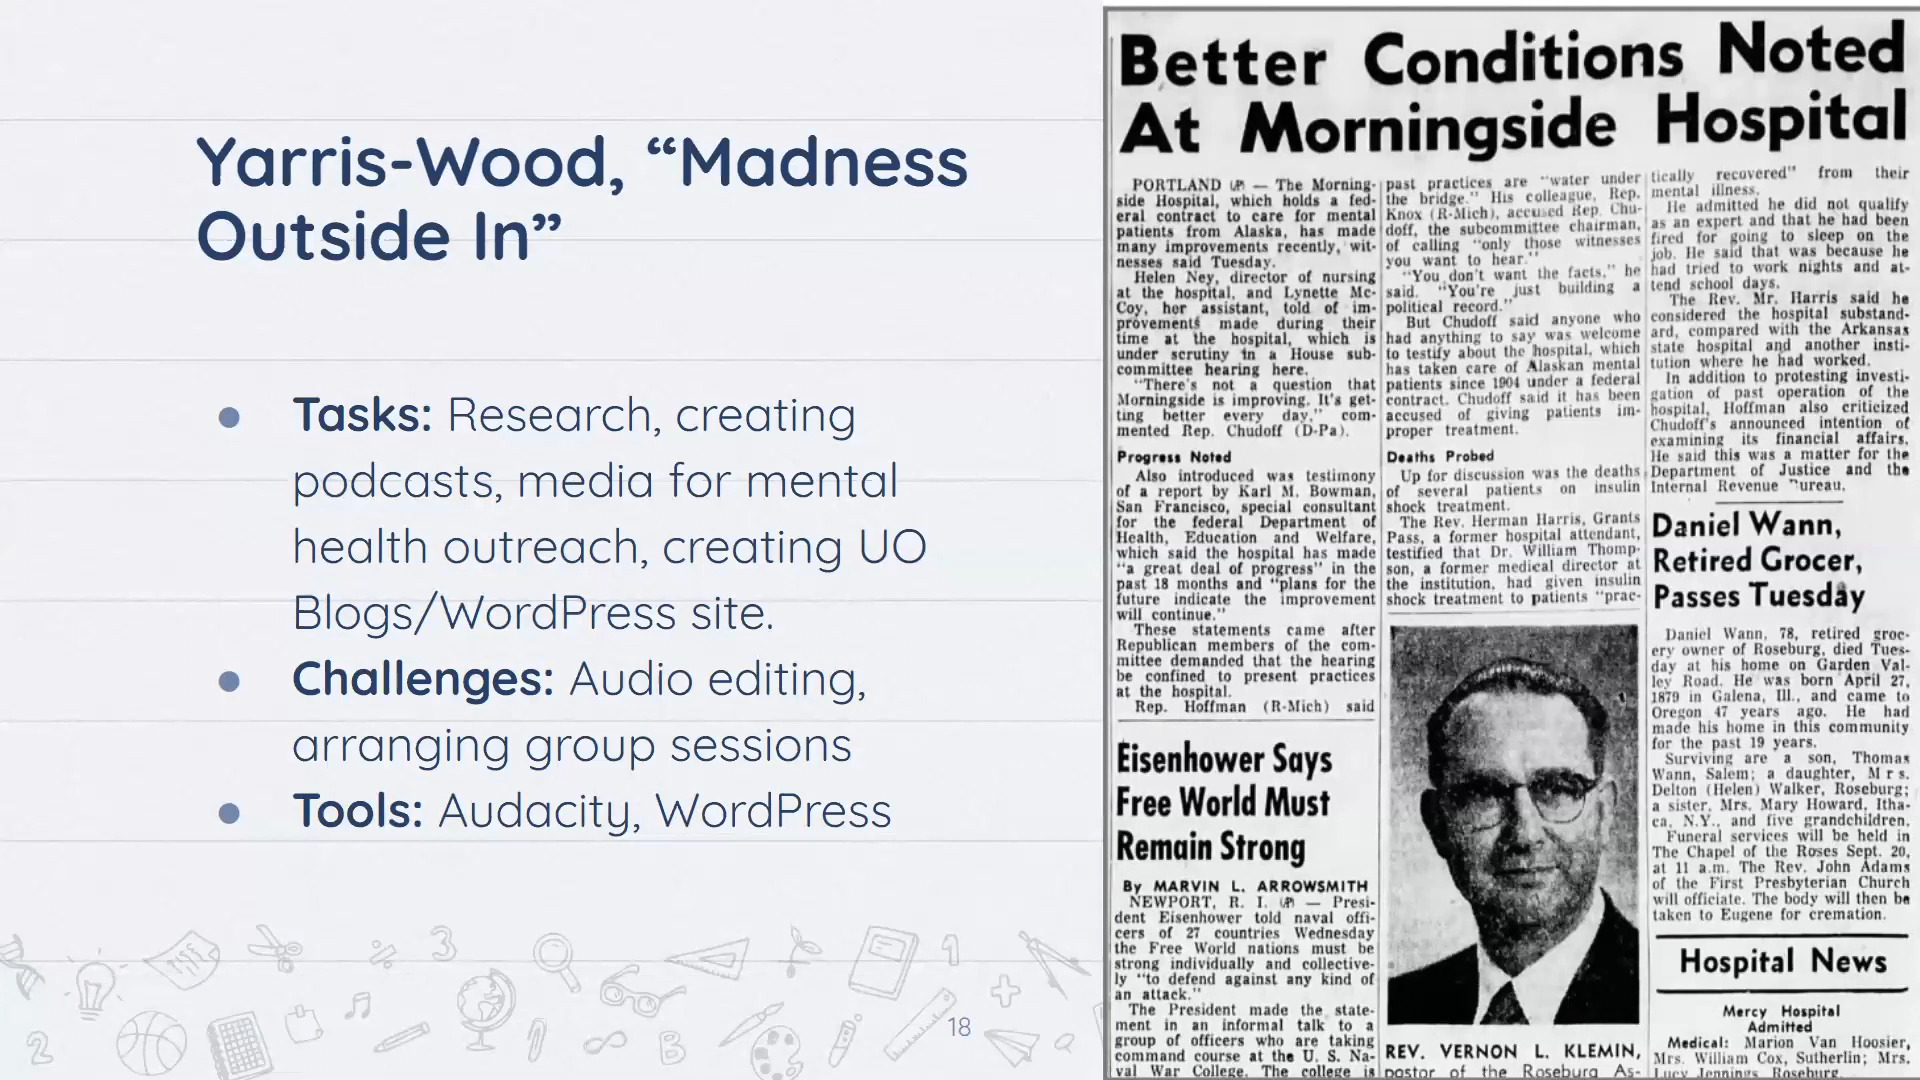 Yarris-Wood, “Madness
Outside In”
● Tasks: Research, creating
podcasts, media for mental
health outreach, creating UO
Blogs/WordPress site.
● Challenges: Audio editing,
arranging group sessions
● Tools: Audacity, WordPress
18
Better Conditions Noted
At Morningside Hospital
PORTLAND (AP) — The Morning-
side Hospital, which holds a fed-
eral contract to care for mental
patients from Alaska, has made
many improvements recently, wit-
nesses said Tuesday.
Helen Ney, director of nursing
at the hospital, and Lynette Mc-
Coy, her assistant, told of im-
provements made during their
time at the hospital, which is
under scrutiny in a House sub-
committee hearing here.
"There's not a question that
Morningside is improving. It's get-
ting better every day," com-
mented Rep. Chudoff (D-Pa).
Progress Noted
Also introduced was testimony
of a report by Karl M. Bowman,
San Francisco, special consultant
for the federal Department of
Health, Education and Welfare,
which said the hospital has made
"a great deal of progress" in the
past 18 months and "plans for the
future indicate the improvement
will continue."
These statements came after
Republican members of the com-
mittee demanded that the hearing
be confined to present practices
at the hospital.
Rep. Hoffman (R-Mich) said
past practices are "water under
the bridge." His colleague, Rep.
Knox (R-Mich), accused Rep. Chu-
doff, the subcommittee chairman,
of calling "only those witnesses
you want to hear."
"You don't want the facts," he
said. "You're just building a
political record."
But Chudoff said anyone who
had anything to say was welcome
to testify about the hospital, which
has taken care of Alaskan mental
patients since 1904 under a federal
contract. Chudoff said it has been
accused of giving patients im-
proper treatment.
Deaths Probed
Up for discussion was the deaths
of several patients on insulin
shock treatment.
The Rev. Herman Harris, Grants
Pass, a former hospital attendant,
testified that Dr. William Thomp-
son, a former medical director at
the institution, had given insulin
shock treatment to patients "prac-
tically recovered" from their
mental illness.
He admitted he did not qualify
as an expert and that he had been
fired for going to sleep on the
job. He said that was because he
had tried to work nights and at-
tend school days.
The Rev. Mr. Harris said he
considered the hospital substand-
ard, compared with the Arkansas
state hospital and another insti-
tution where he had worked.
In addition to protesting investi-
gation of past operation of the
hospital, Hoffman also criticized
Chudoff's announced intention of
examining its financial affairs.
He said this was a matter for the
Department of Justice and the
Internal Revenue
Eisenhower Says
Free World Must
Remain Strong
By MARVIN L. ARROWSMITH
NEWPORT, R. I. (AP) — Presi-
dent Eisenhower told naval offi-
cers of 27 countries Wednesday
the Free World nations must be
strong individually and collective-
ly "to defend against any kind of
an attack."
The President made the state-
ment in an informal talk to a
group of officers who are taking
command course at the U. S. Na-
val War College. The college is
REV. VERNON L. KLEMIN,
pastor of the Roseburg As-
Daniel Wann,
Retired Grocer,
Passes Tuesday
Daniel Wann, 78, retired groc-
ery owner of Roseburg, died Tues-
day at his home on Garden Val-
ley Road. He was born April 27,
1879 in Galena, Ill., and came to
Oregon 47 years ago. He had
made his home in this community
for the past 19 years.
Surviving are a son, Thomas
Wann, Salem; a daughter, Mrs.
Delton (Helen) Walker, Roseburg;
a sister, Mrs. Mary Howard, Itha-
ca, N.Y., and five grandchildren.
Funeral services will be held in
The Chapel of the Roses Sept. 20,
at 11 a.m. The Rev. John Adams
of the First Presbyterian Church
will officiate. The body will then be
taken to Eugene for cremation.
Hospital News
Mercy Hospital
Admitted
Medical: Marion Van Hoosier,
Mrs. William Cox, Sutherlin; Mrs.
Lucy Jennings, Roseburg.